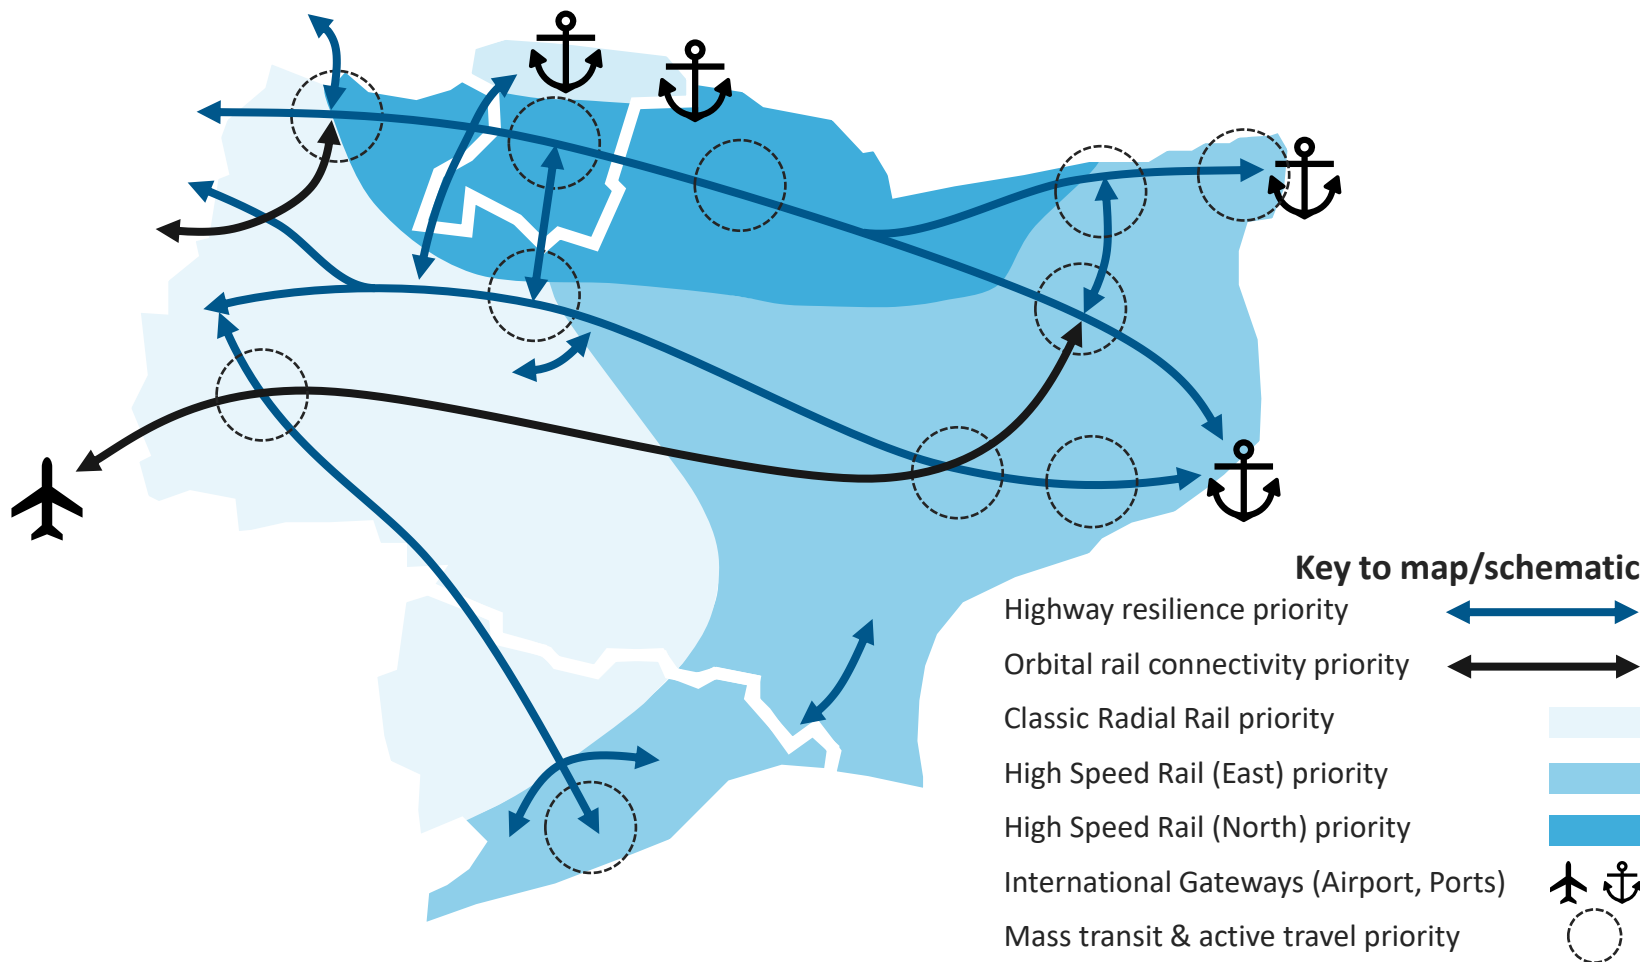 Key to map/schematic
Highway resilience priority
Orbital rail connectivity priority
Classic Radial Rail priority
High Speed Rail (East) priority
High Speed Rail (North) priority
International Gateways (Airport, Ports)
Mass transit & active travel priority